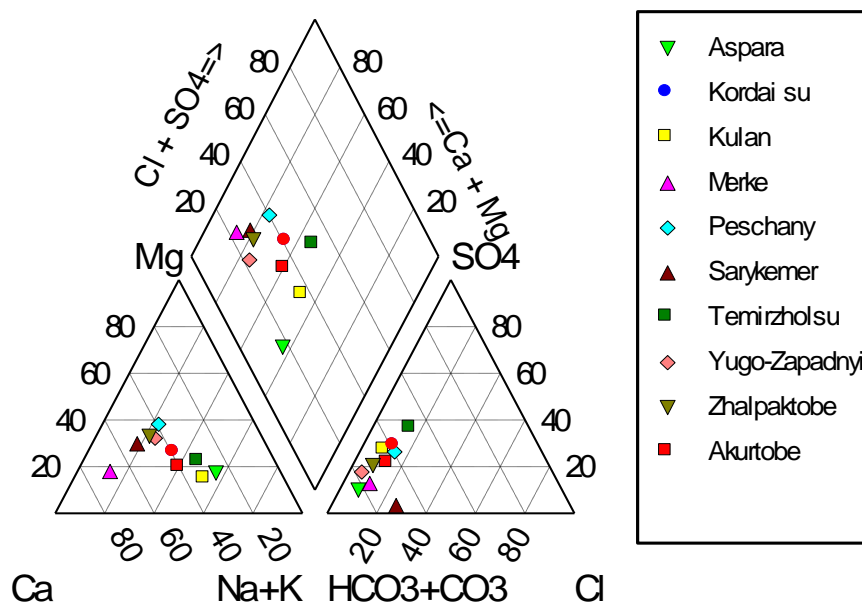 80
80
Cl + SO4=>
<=Ca + Mg
60
60
40
40
20
20
Mg
SO4
80
80
60
60
40
40
20
20
80
60
40
20
20
40
60
80
Ca
Na+K
HCO3+CO3
Cl
Aspara
Kordai su
Kulan
Merke
Peschany
Sarykemer
Temirzholsu
Yugo-Zapadnyi
Zhalpaktobe
Akurtobe